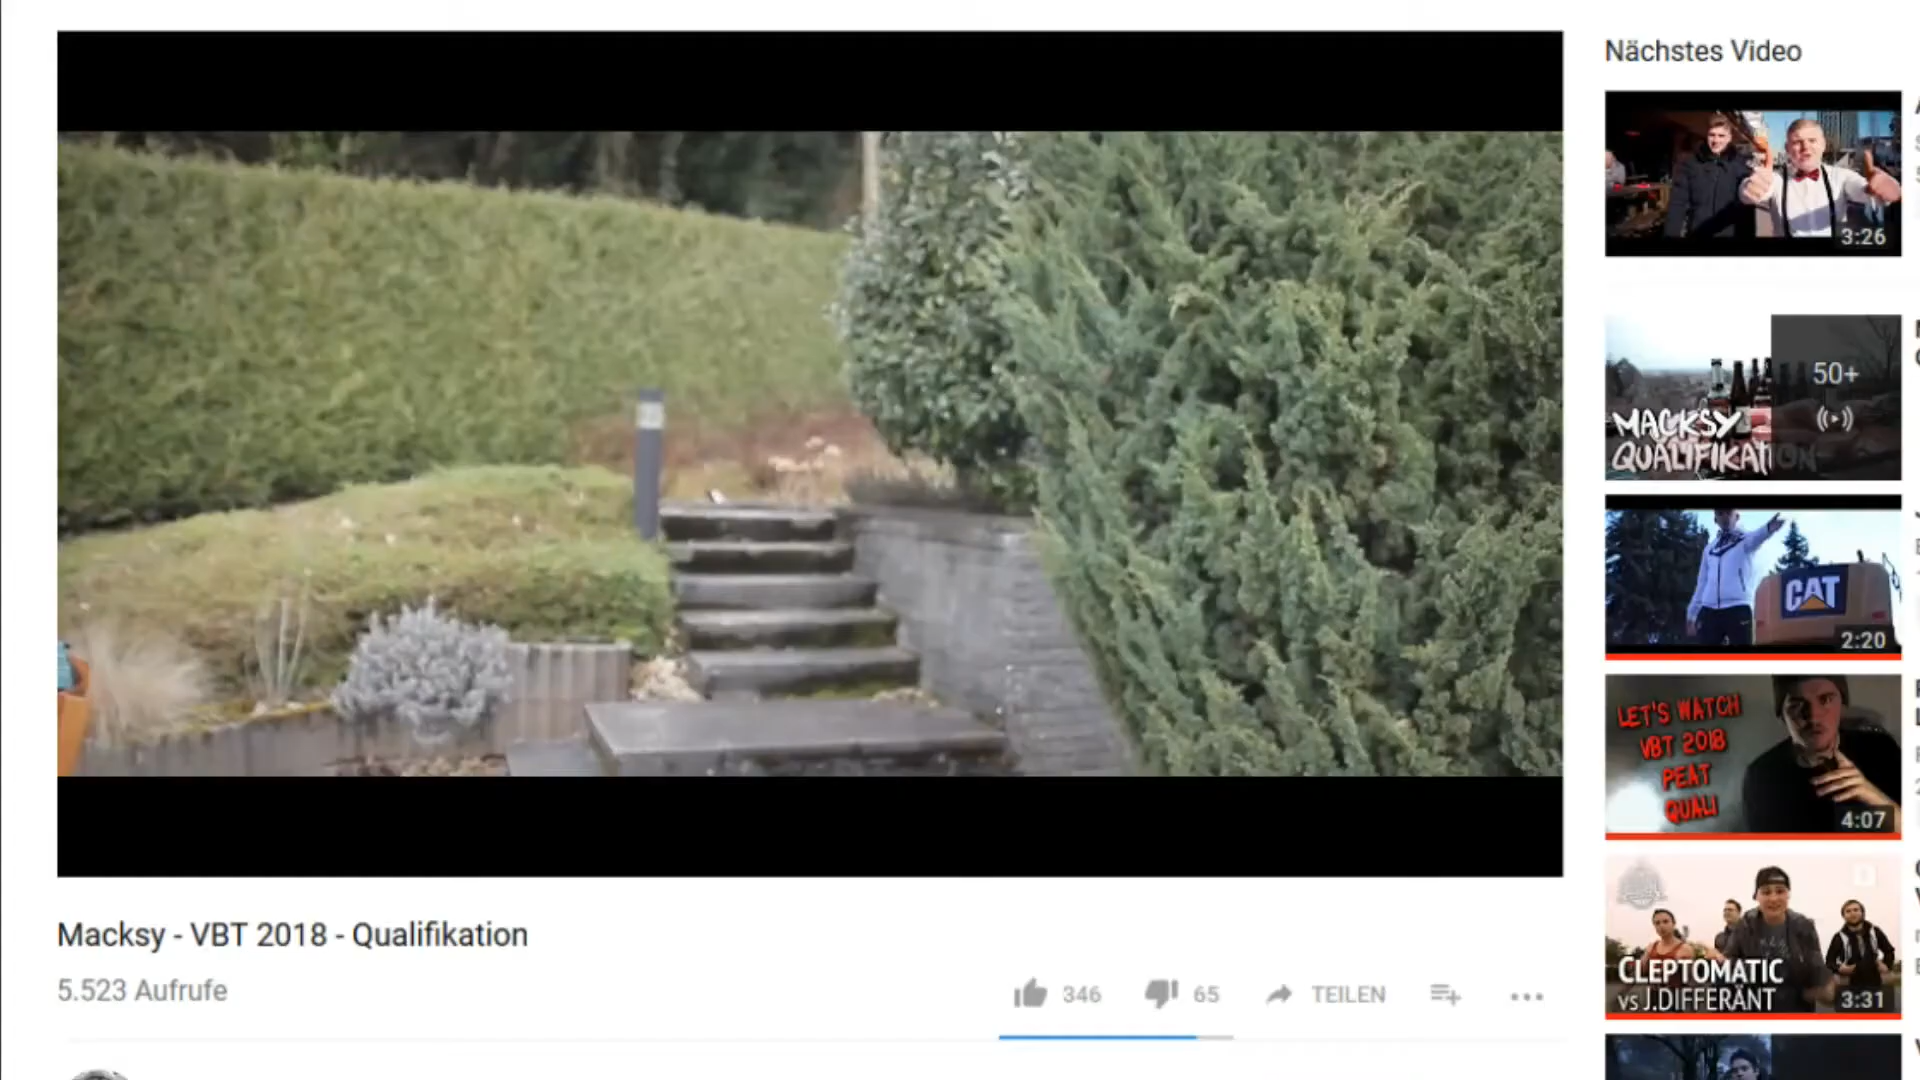 Nächstes Video
3:26
50+
MACKSY
QUALIFIKATION
CAT
2:20
LET'S WATCH
VBT 2018
PEAT
QUALI
4:07
CLEPTOMATIC
VS J.DIFFERÄNT
3:31
Macksy - VBT 2018 - Qualifikation
5.523 Aufrufe
346
65
TEILEN